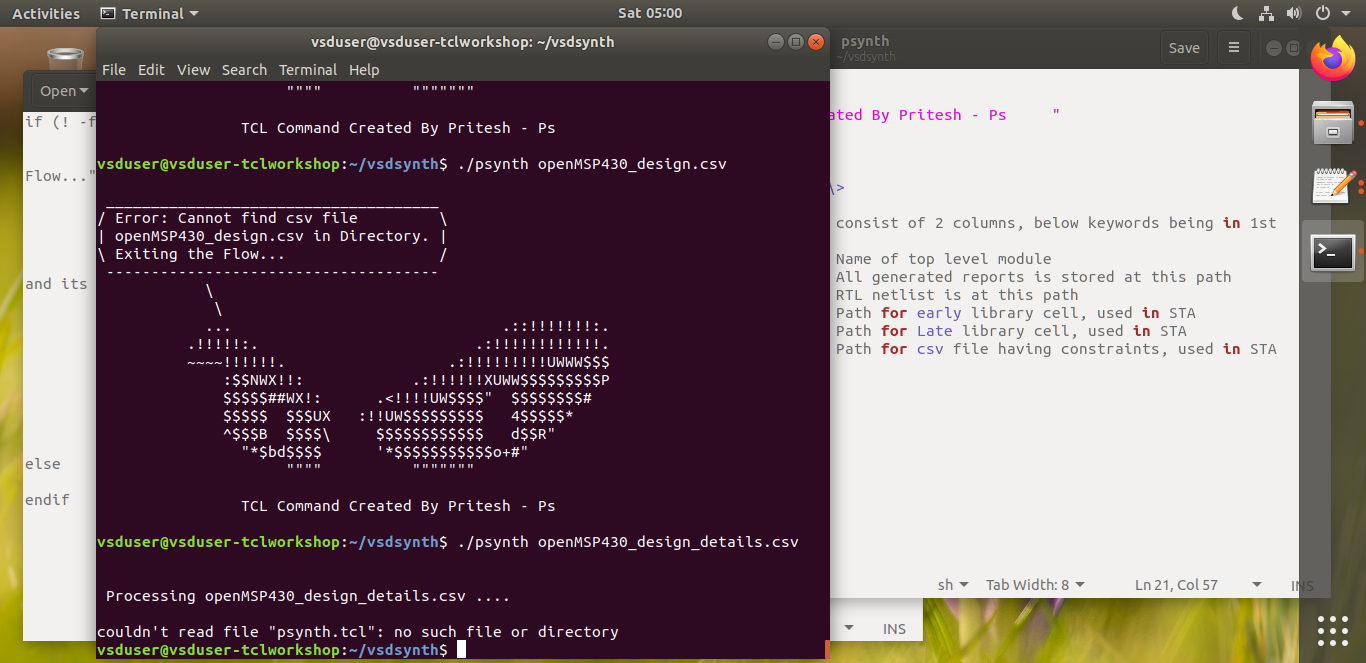 Activities Terminal Sat 05:00
vsduser@vsduser-tclworkshop: ~/vsdsynth
File Edit View Search Terminal Help
"""" """""""
TCL Command Created By Pritesh - Ps
vsduser@vsduser-tclworkshop:~/vsdsynth$ ./psynth openMSP430_design.csv
_____________________________________
/ Error: Cannot find csv file \
| openMSP430_design.csv in Directory. |
\ Exiting the Flow... /
-------------------------------------
\
\
... .::!!!!!!!:.
.!!!!!:. .:!!!!!!!!!!!!.
~~~~!!!!!!. .:!!!!!!!!!UWWW$$$
:$$NWX!!: .:!!!!!!XUWW$$$$$$$$$P
$$$$$##WX!: .<!!!!UW$$$$" $$$$$$$$#
$$$$$ $$$UX :!!UW$$$$$$$$$ 4$$$$$*
^$$$B $$$$\ $$$$$$$$$$$$ d$$R"
"*$bd$$$$ '*$$$$$$$$$$$o+#"
"""" """""""
TCL Command Created By Pritesh - Ps
vsduser@vsduser-tclworkshop:~/vsdsynth$ ./psynth openMSP430_design_details.csv
Processing openMSP430_design_details.csv ....
couldn't read file "psynth.tcl": no such file or directory
vsduser@vsduser-tclworkshop:~/vsdsynth$
Open
if (! -f
Flow..."
and its
else
endif
INS
psynth
~/vsdsynth
Save
ated By Pritesh - Ps "
\>
consist of 2 columns, below keywords being in 1st
Name of top level module
All generated reports is stored at this path
RTL netlist is at this path
Path for early library cell, used in STA
Path for Late library cell, used in STA
Path for csv file having constraints, used in STA
sh Tab Width: 8 Ln 21, Col 57 INS